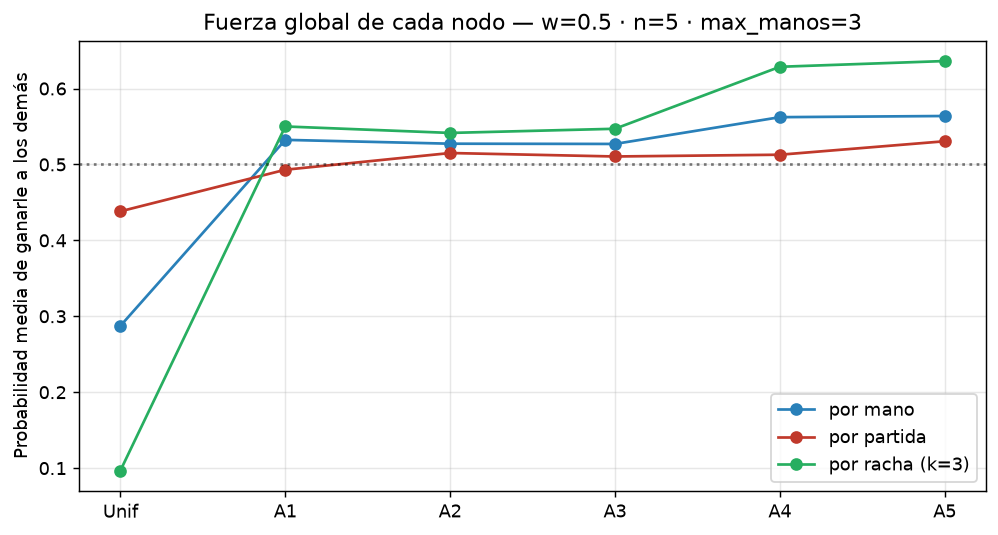 Fuerza global de cada nodo — w=0.5 · n=5 · max_manos=3
Probabilidad media de ganarle a los demás
0.6
0.5
0.4
0.3
0.2
0.1
por mano
por partida
por racha (k=3)
Unif A1 A2 A3 A4 A5